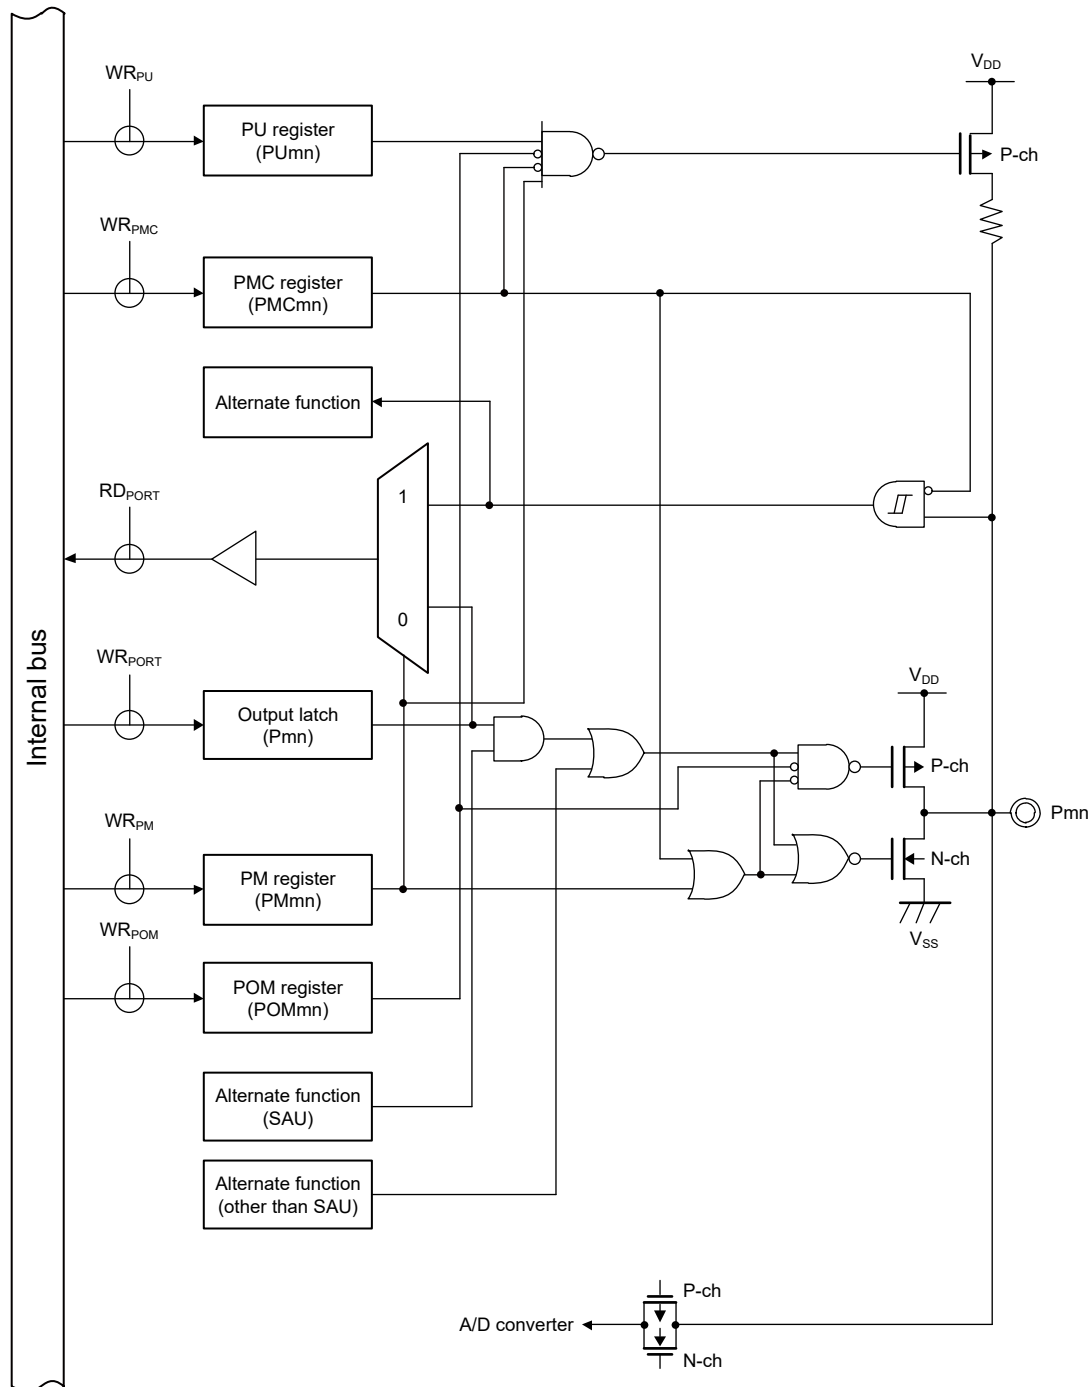 WRPU
PU register
(PUmn)
VDD
P-ch
WRPMC
PMC register
(PMCmn)
Alternate function
1
RDPORT
0
Internal bus
WRPORT
Output latch
(Pmn)
VDD
P-ch
Pmn
WRPM
PM register
(PMmn)
N-ch
VSS
WRPOM
POM register
(POMmn)
Alternate function
(SAU)
Alternate function
(other than SAU)
P-ch
A/D converter
N-ch